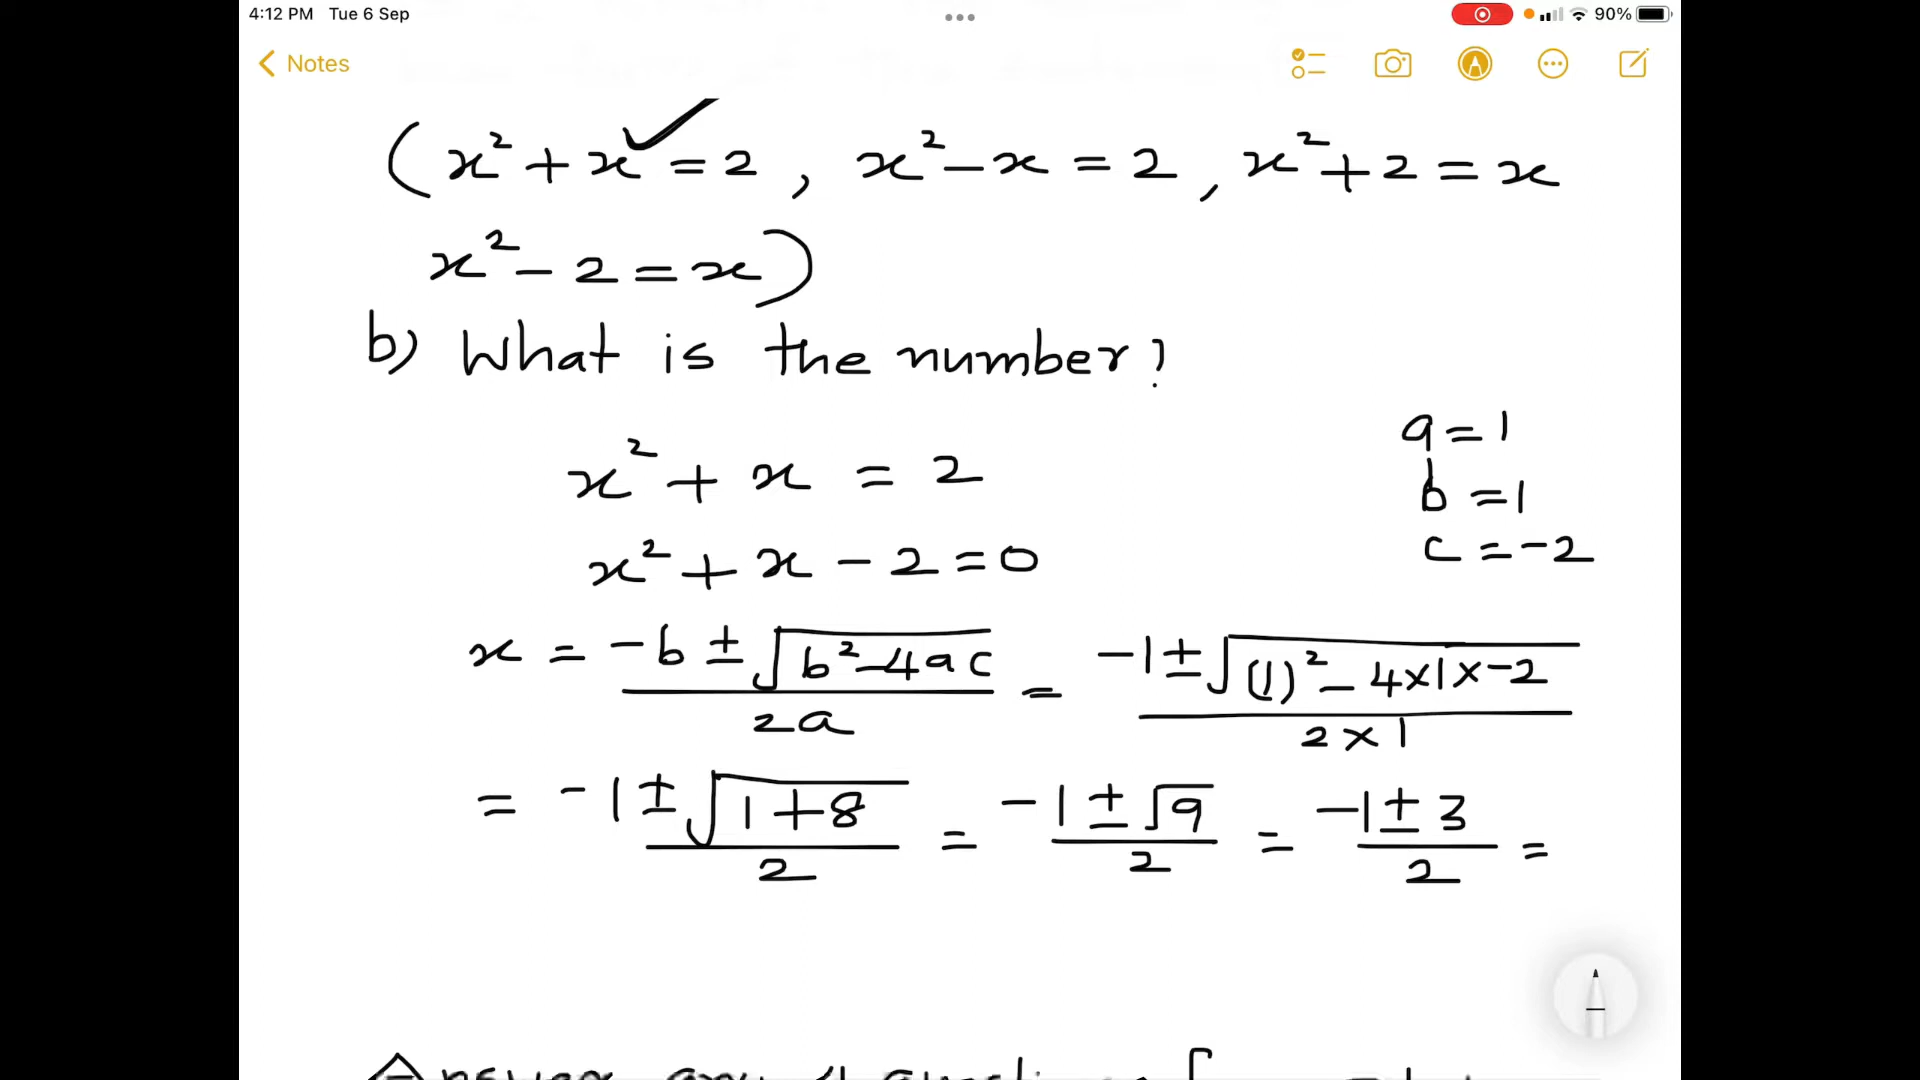 4:12 PM Tue 6 Sep 90%
Notes
(x² + x = 2, x² - x = 2, x² + 2 = x
x² - 2 = x)
b) What is the number?
a = 1
x² + x = 2
b = 1
c = -2
x² + x - 2 = 0
x = -b ± √b² - 4ac / 2a = -1 ± √(1)² - 4×1×-2 / 2×1
= -1 ± √1+8 / 2 = -1 ± √9 / 2 = -1 ± 3 / 2 =